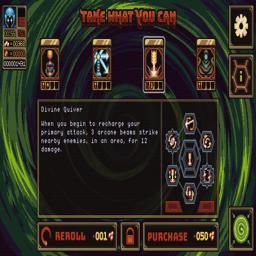 TAKE WHAT YOU CAN
Divine Quiver
When you begin to recharge your
primary attack, 3 arcane beams strike
nearby enemies, in an area, for 12
damage.
REROLL -001
PURCHASE -050